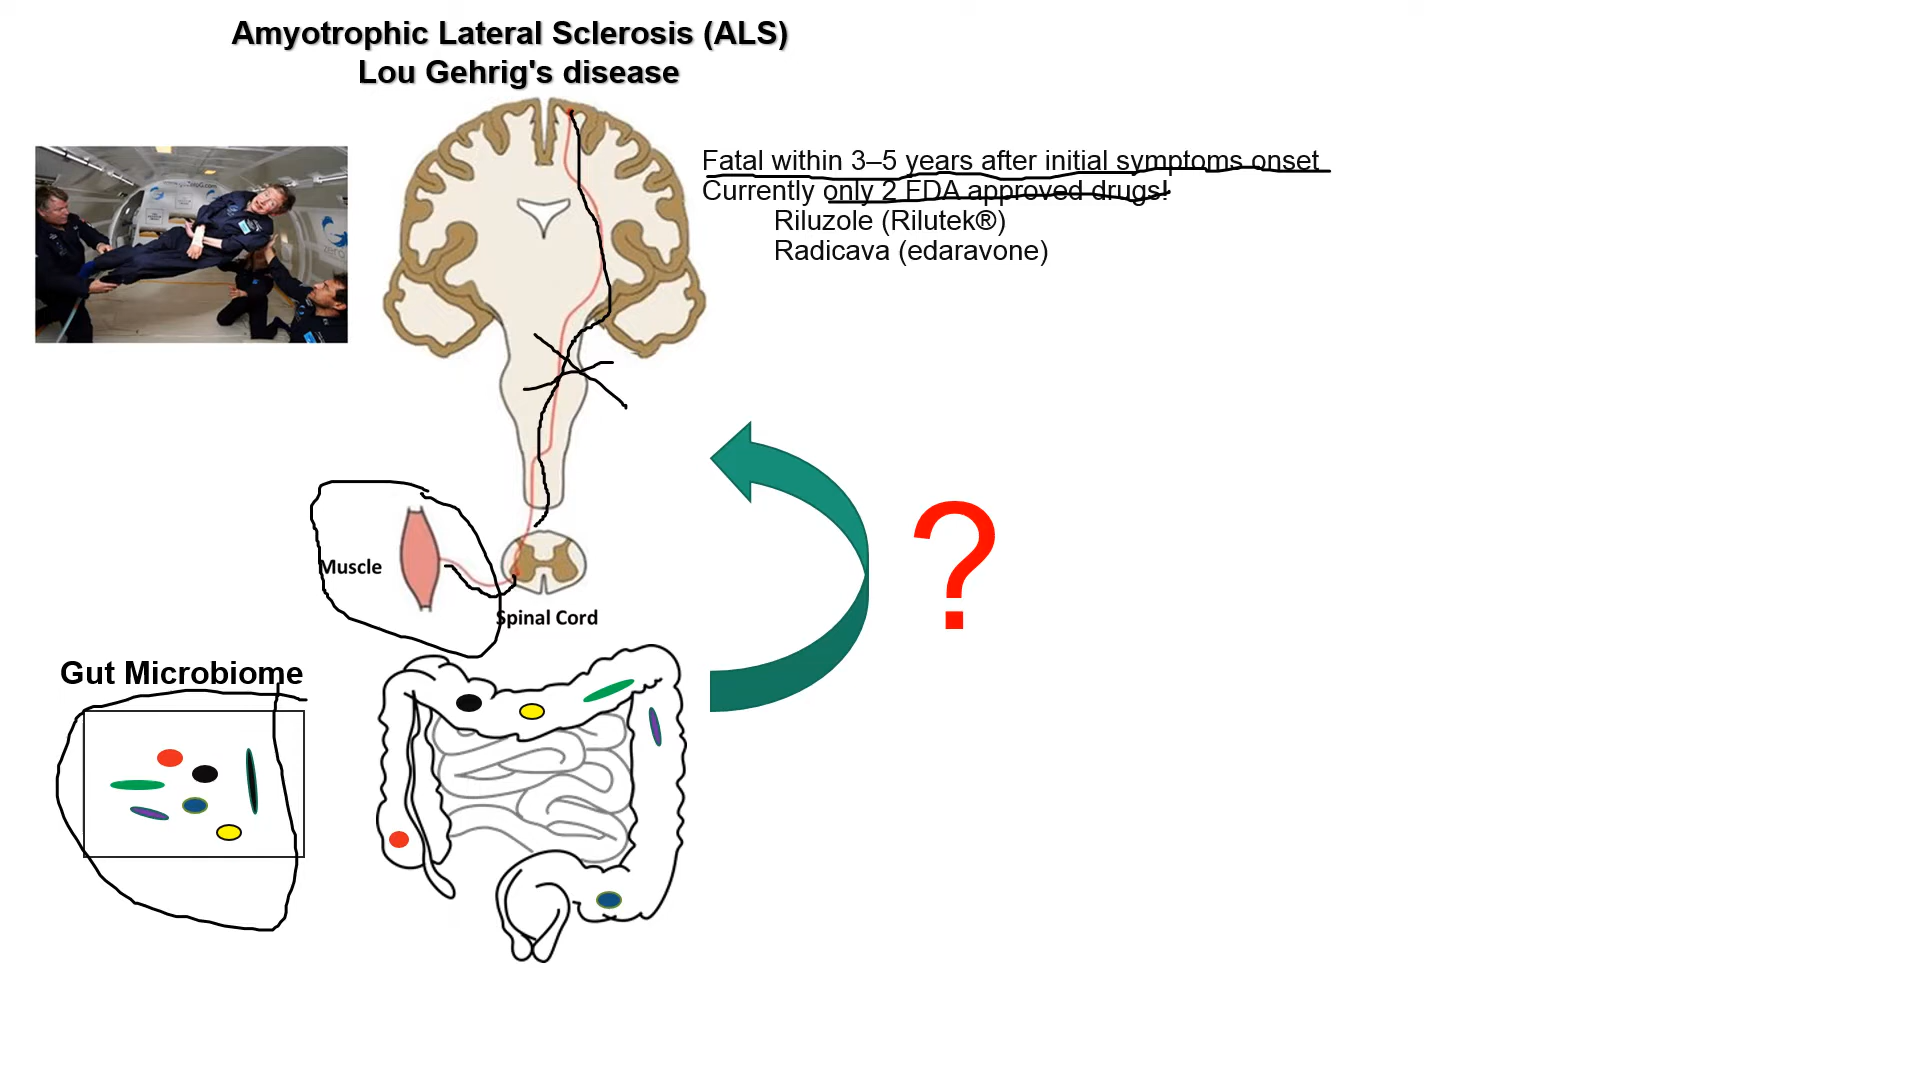 Amyotrophic Lateral Sclerosis (ALS)
Lou Gehrig's disease
Fatal within 3–5 years after initial symptoms onset
Currently only 2 FDA approved drugs!
Riluzole (Rilutek®)
Radicava (edaravone)
Muscle
Spinal Cord
Gut Microbiome
?